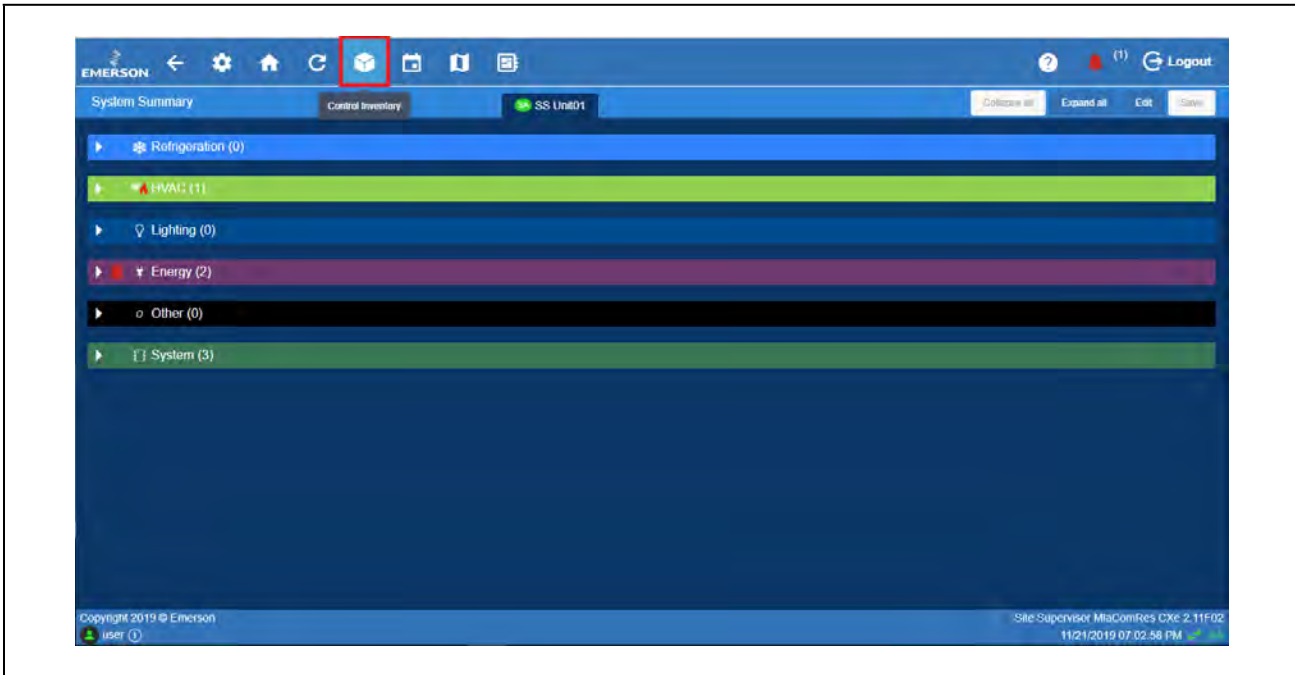 EMERSON
(1) Logout
System Summary
Control Inventory
SS Unit01
Collapse all Expand all Edit Save
Refrigeration (0)
HVAC (1)
Lighting (0)
Energy (2)
Other (0)
System (3)
Copyright 2019 © Emerson
Site Supervisor MiaComRes CXe 2.11F02
user
11/21/2019 07:02:58 PM